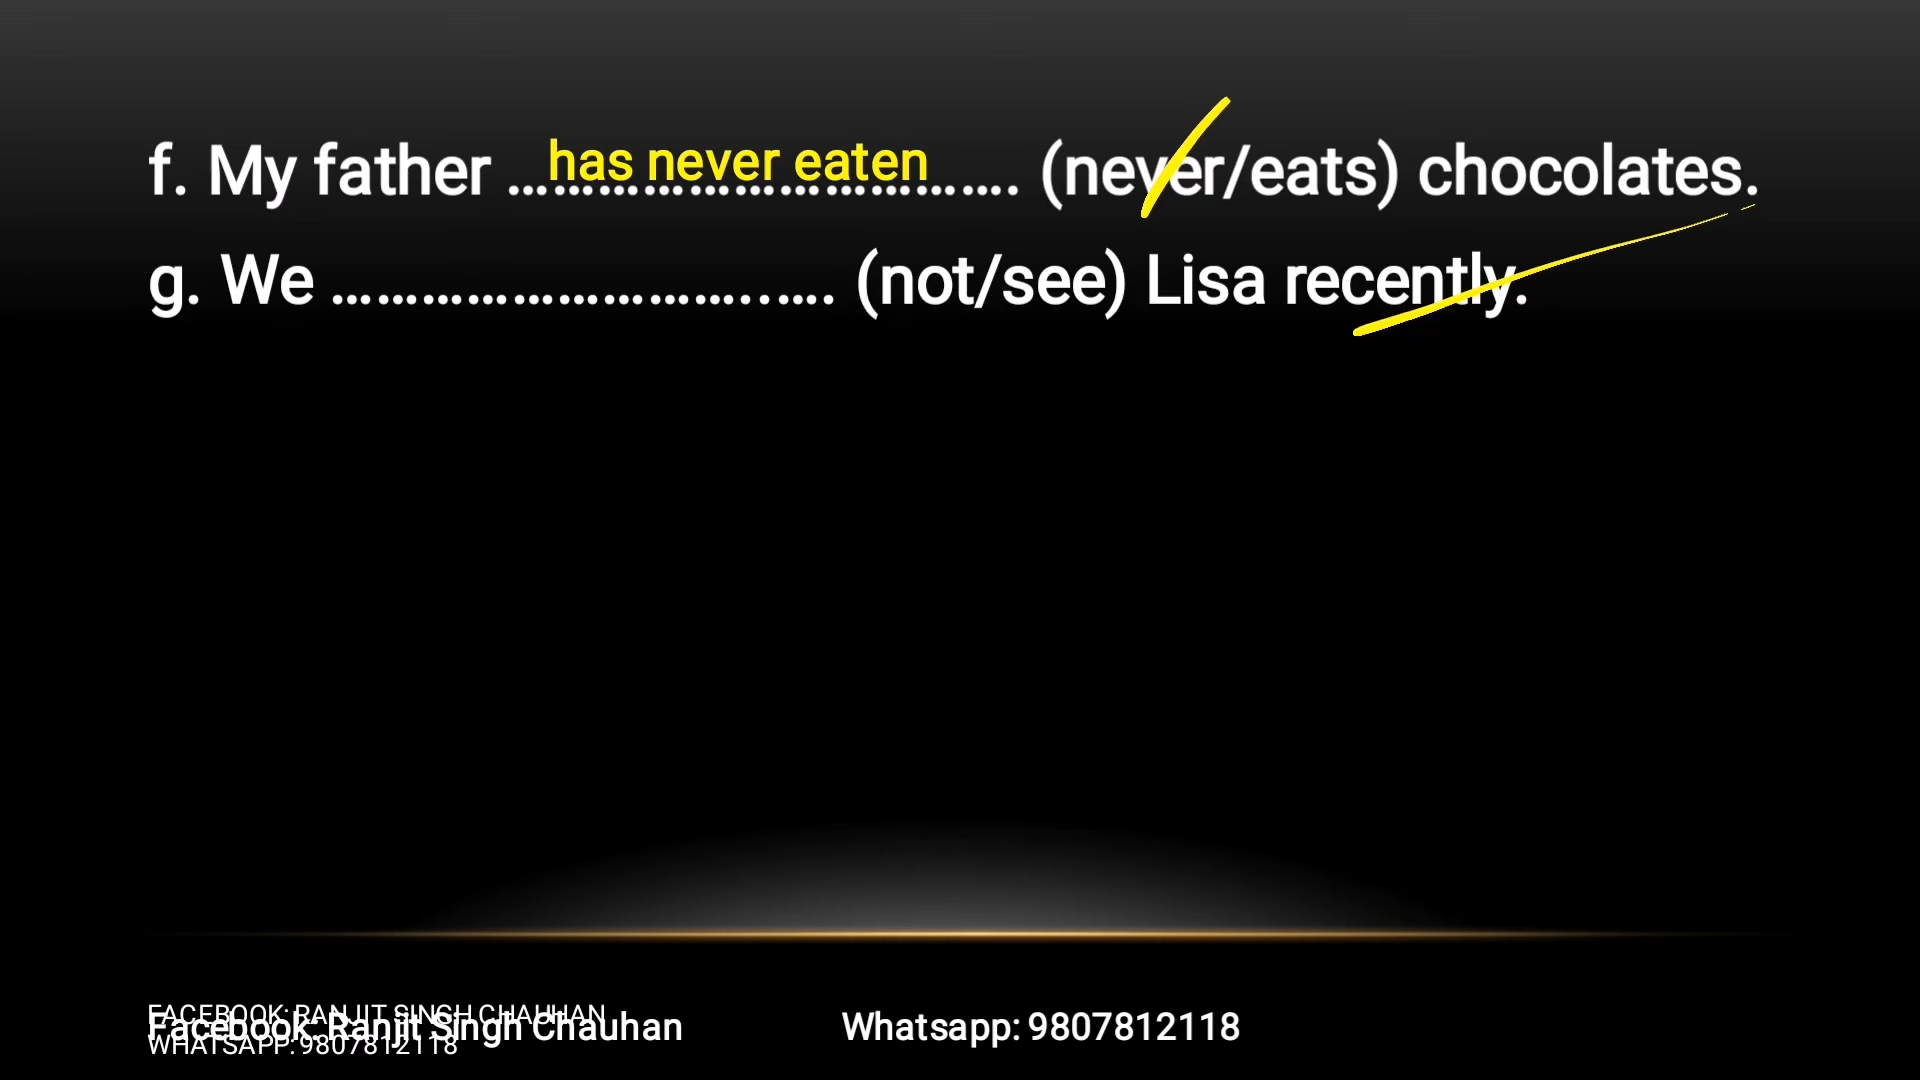 f. My father ……………………………. (never/eats) chocolates.
has never eaten
g. We ………………………..…. (not/see) Lisa recently.
FACEBOOK: RANJIT SINGH CHAUHAN
WHATSAPP: 9807812118
Facebook: Ranjit Singh Chauhan
Whatsapp: 9807812118